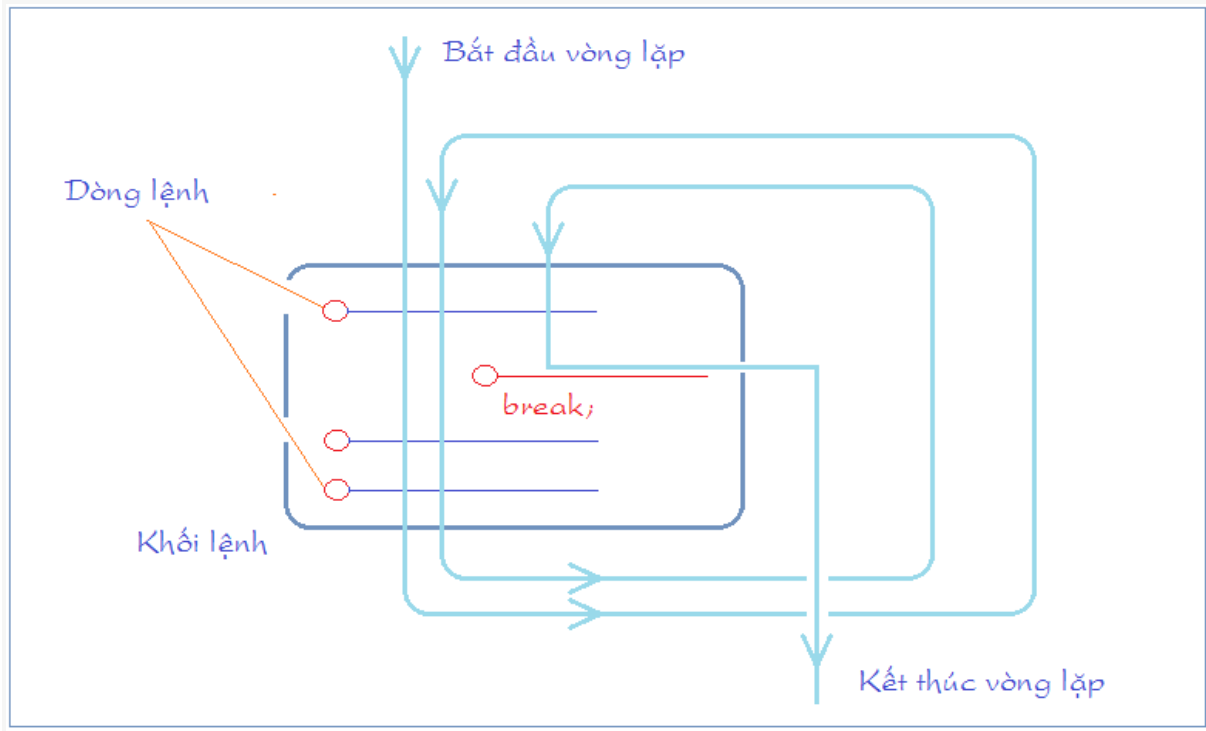 Bắt đầu vòng lặp
Dòng lệnh
break;
Khối lệnh
Kết thúc vòng lặp